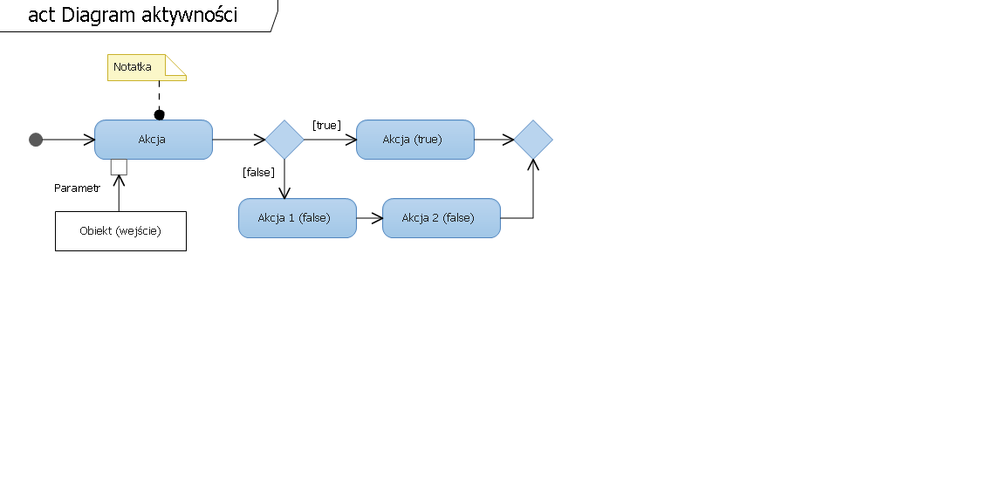 act Diagram aktywności
Notatka
Akcja
[true]
Akcja (true)
[false]
Parametr
Akcja 1 (false)
Akcja 2 (false)
Obiekt (wejście)